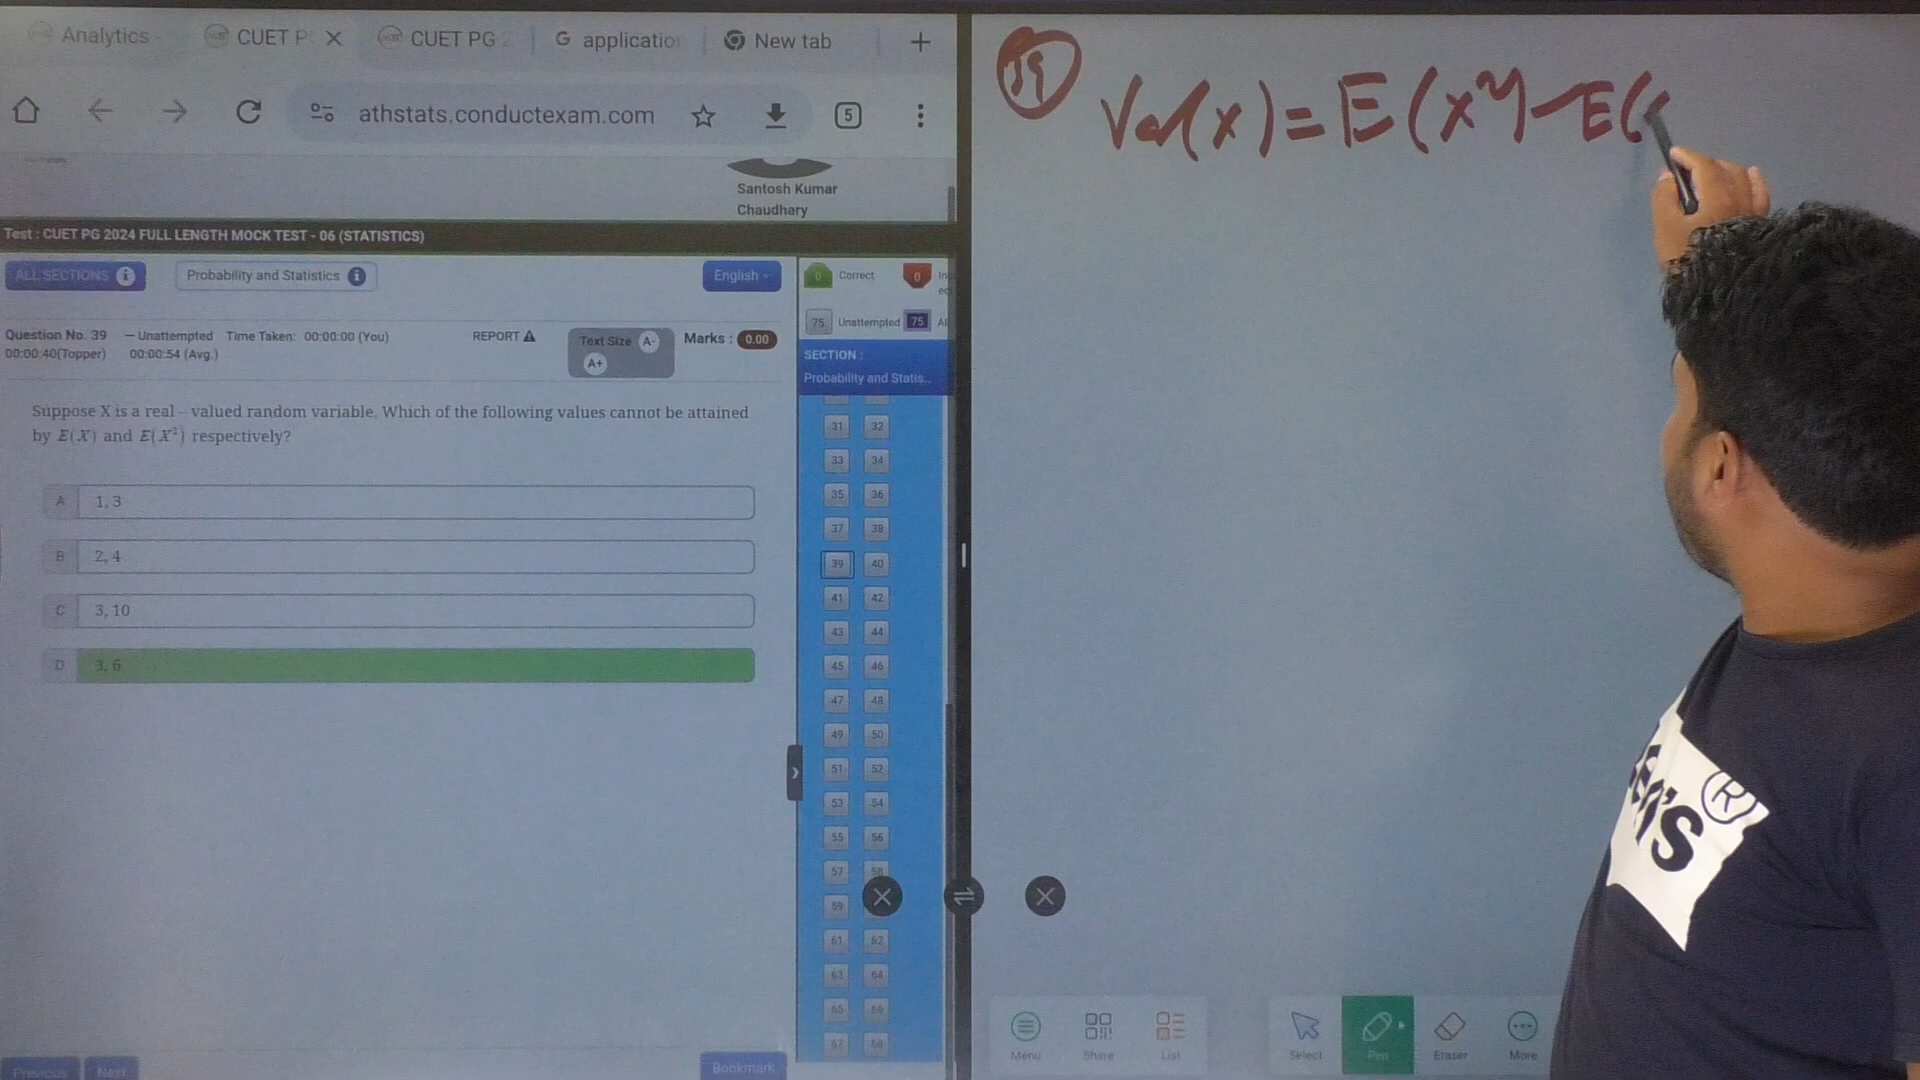 Analytics
CUET P
CUET PG
G application
New tab
athstats.conductexam.com
5
Santosh Kumar
Chaudhary
Test : CUET PG 2024 FULL LENGTH MOCK TEST - 06 (STATISTICS)
ALL SECTIONS i
Probability and Statistics i
English
0 Correct
0
Question No. 39
— Unattempted
Time Taken: 00:00:00 (You)
00:00:40(Topper)
00:00:54 (Avg.)
REPORT
Text Size A-
A+
Marks : 0.00
75 Unattempted 75
SECTION :
Probability and Statis..
Suppose X is a real – valued random variable. Which of the following values cannot be attained
by E(X) and E(X²) respectively?
A 1, 3
B 2, 4
C 3, 10
D 3, 6
31 32
33 34
35 36
37 38
39 40
41 42
43 44
45 46
47 48
49 50
51 52
53 54
55 56
57 58
59
61 62
63 64
65 66
67 68
Previous
Next
Bookmark
39
Var(x) = E(x²) - E(
Menu
Share
List
Select
Pen
Eraser
More
R